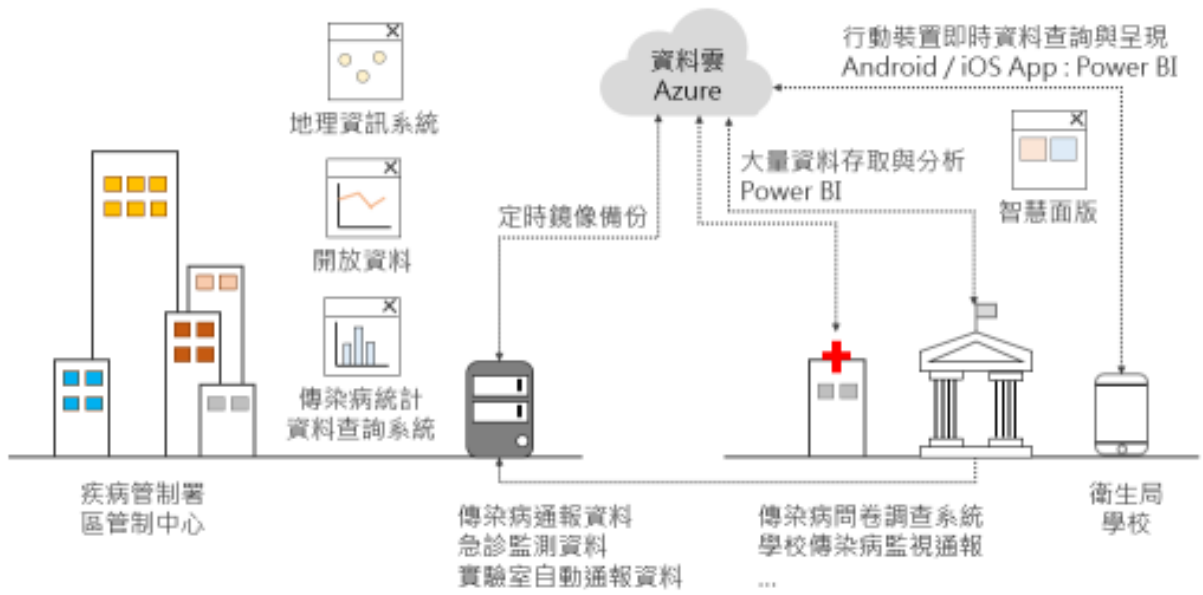 資料雲
Azure
行動裝置即時資料查詢與呈現
Android / iOS App : Power BI
地理資訊系統
大量資料存取與分析
Power BI
智慧面版
定時鏡像備份
開放資料
傳染病統計
資料查詢系統
疾病管制署
區管制中心
傳染病通報資料
急診監測資料
實驗室自動通報資料
傳染病問卷調查系統
學校傳染病監視通報
...
衛生局
學校